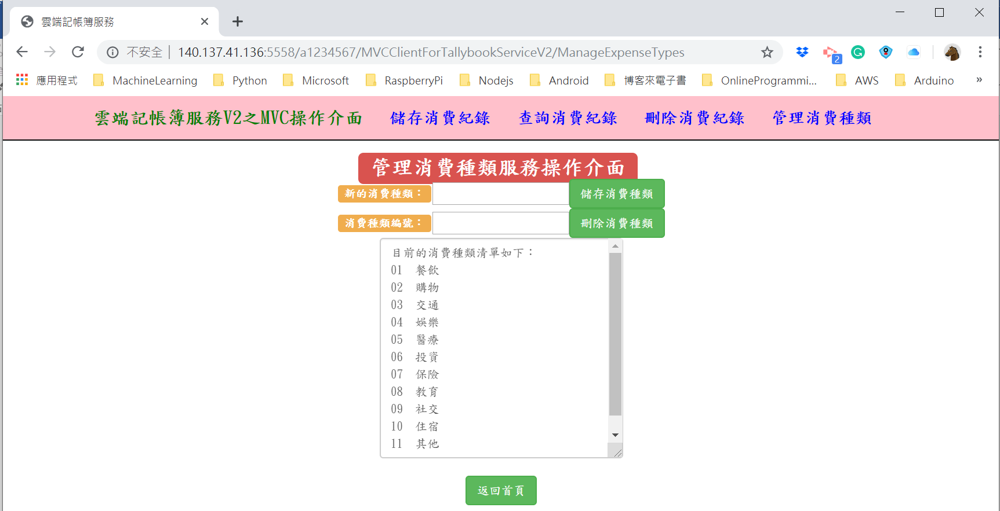 雲端記帳簿服務
不安全 | 140.137.41.136:5558/a1234567/MVCClientForTallybookServiceV2/ManageExpenseTypes
2
應用程式 MachineLearning Python Microsoft RaspberryPi Nodejs Android 博客來電子書 OnlineProgrammi... AWS Arduino »
雲端記帳簿服務V2之MVC操作介面 儲存消費紀錄 查詢消費紀錄 刪除消費紀錄 管理消費種類
管理消費種類服務操作介面
新的消費種類： 儲存消費種類
消費種類編號： 刪除消費種類
目前的消費種類清單如下：
01 餐飲
02 購物
03 交通
04 娛樂
05 醫療
06 投資
07 保險
08 教育
09 社交
10 住宿
11 其他
返回首頁